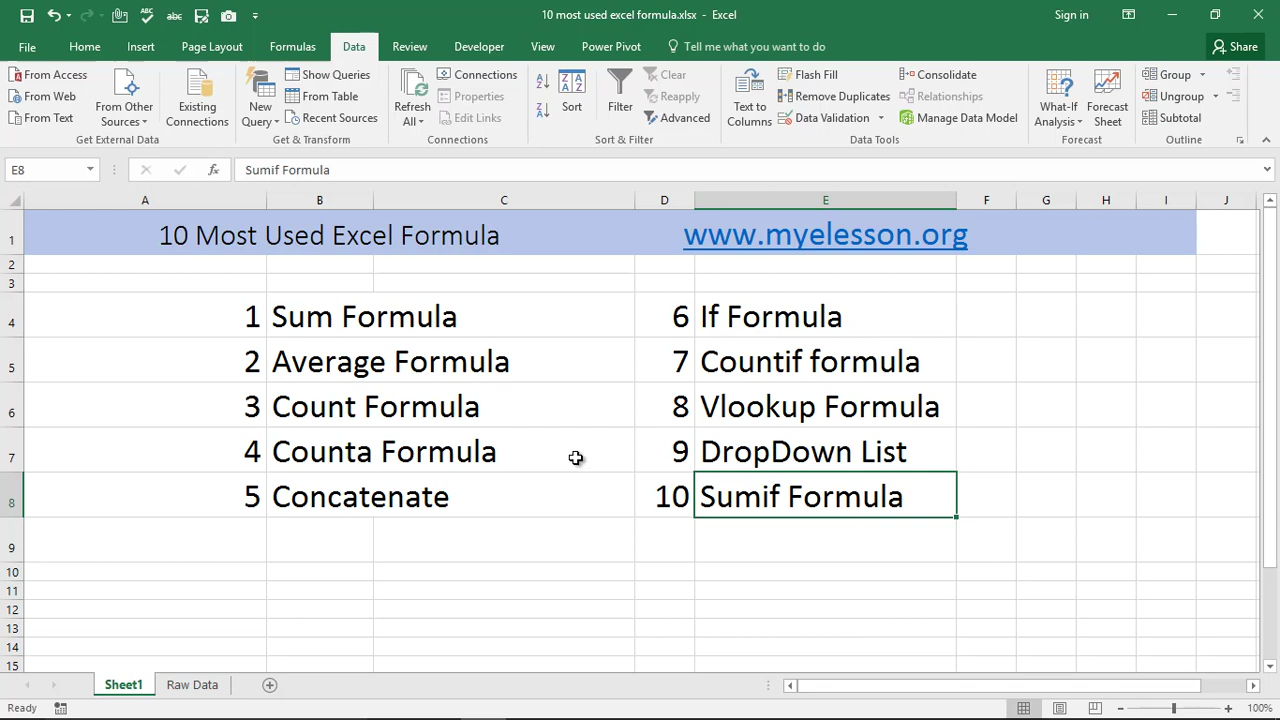 10 most used excel formula.xlsx - Excel
Sign in
File Home Insert Page Layout Formulas Data Review Developer View Power Pivot Tell me what you want to do Share
From Access
From Web
From Text
From Other Sources
Existing Connections
Get External Data
New Query
Show Queries
From Table
Recent Sources
Get & Transform
Refresh All
Connections
Properties
Edit Links
Connections
Sort
Filter
Clear
Reapply
Advanced
Sort & Filter
Text to Columns
Flash Fill
Remove Duplicates
Data Validation
Consolidate
Relationships
Manage Data Model
Data Tools
What-If Analysis
Forecast Sheet
Forecast
Group
Ungroup
Subtotal
Outline
E8 fx Sumif Formula
A B C D E F G H I J
1 10 Most Used Excel Formula www.myelesson.org
2
3
4 1 Sum Formula 6 If Formula
5 2 Average Formula 7 Countif formula
6 3 Count Formula 8 Vlookup Formula
7 4 Counta Formula 9 DropDown List
8 5 Concatenate 10 Sumif Formula
9
10
11
12
13
14
15
Sheet1 Raw Data
Ready 100%